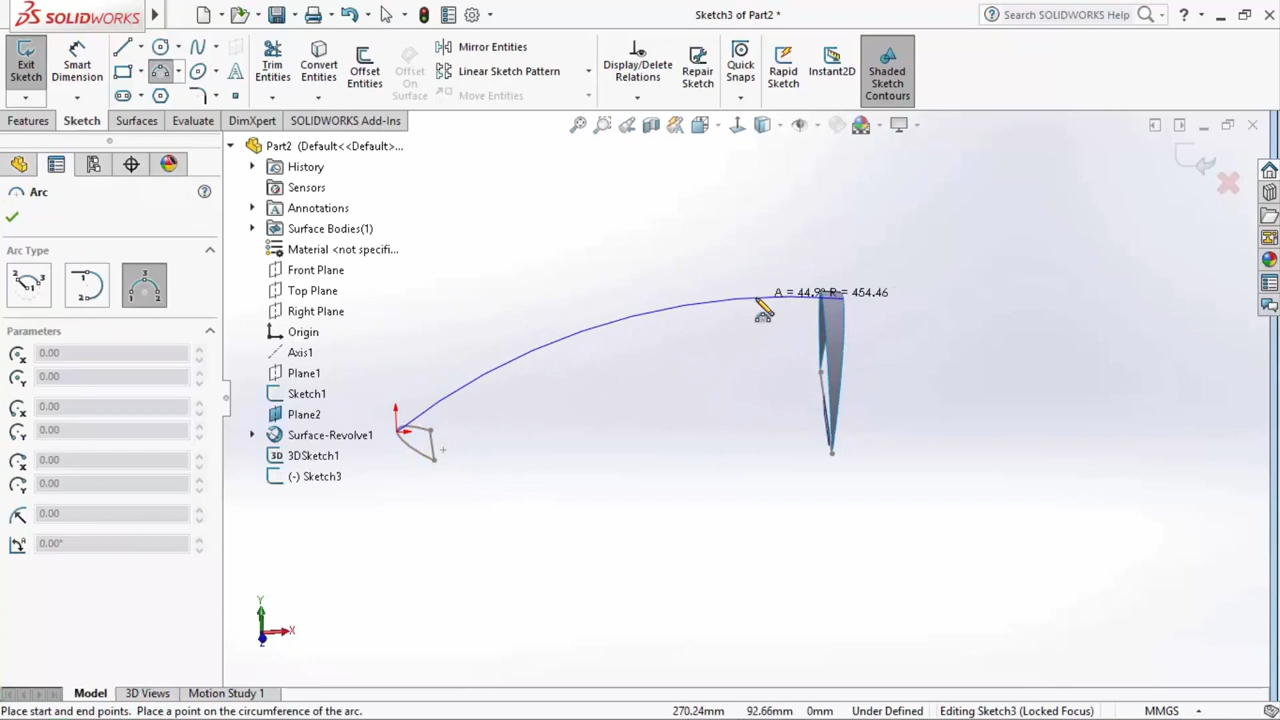 SOLIDWORKS
Sketch3 of Part2 *
Search SOLIDWORKS Help
?
Exit Sketch
Smart Dimension
Trim Entities
Convert Entities
Offset Entities
Offset On Surface
Mirror Entities
Linear Sketch Pattern
Move Entities
Display/Delete Relations
Repair Sketch
Quick Snaps
Rapid Sketch
Instant2D
Shaded Sketch Contours
Features
Sketch
Surfaces
Evaluate
DimXpert
SOLIDWORKS Add-Ins
Part2 (Default<<Default>...
History
Sensors
Annotations
Surface Bodies(1)
Material <not specifi...
Front Plane
Top Plane
Right Plane
Origin
Axis1
Plane1
Sketch1
Plane2
Surface-Revolve1
3D 3DSketch1
(-) Sketch3
Arc
Arc Type
Parameters
0.00
0.00
0.00
0.00
0.00
0.00
0.00
0.00°
R = 454.46
Y
X
Z
Model
3D Views
Motion Study 1
Place start and end points. Place a point on the circumference of the arc.
270.24mm
92.66mm
0mm
Under Defined
Editing Sketch3 (Locked Focus)
MMGS